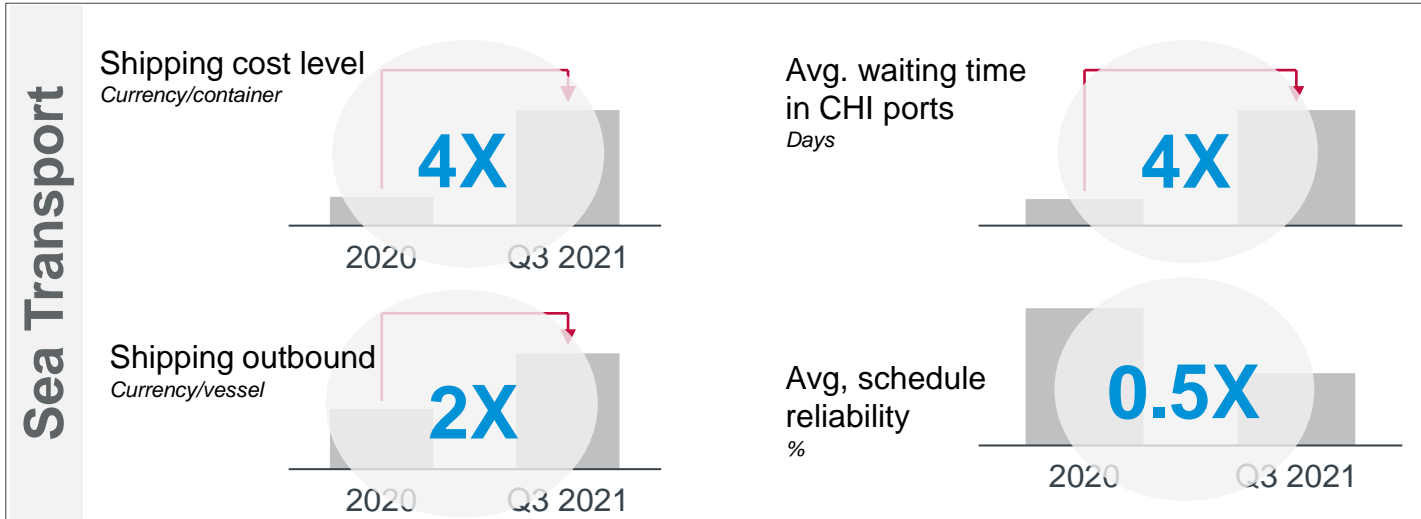 Sea Transport
Shipping cost level
Currency/container
4X
2020 Q3 2021
Avg. waiting time
in CHI ports
Days
4X
Shipping outbound
Currency/vessel
2X
2020 Q3 2021
Avg, schedule
reliability
%
0.5X
2020 Q3 2021